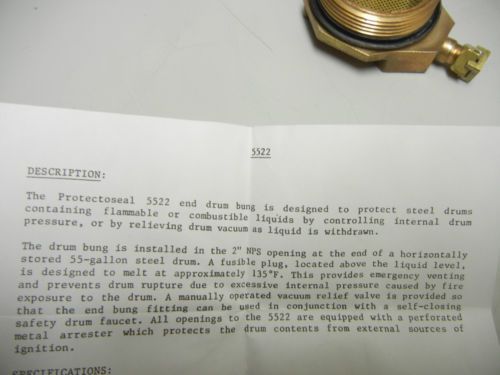 5522
DESCRIPTION:
The Protectoseal 5522 end drum bung is designed to protect steel drums
containing flammable or combustible liquids by controlling internal drum
pressure, or by relieving drum vacuum as liquid is withdrawn.
The drum bung is installed in the 2" NPS opening at the end of a horizontally
stored 55-gallon steel drum. A fusible plug, located above the liquid level,
is designed to melt at approximately 135°F. This provides emergency venting
and prevents drum rupture due to excessive internal pressure caused by fire
exposure to the drum. A manually operated vacuum relief valve is provided so
that the end bung fitting can be used in conjunction with a self-closing
safety drum faucet. All openings to the 5522 are equipped with a perforated
metal arrester which protects the drum contents from external sources of
ignition.
SPECIFICATIONS: